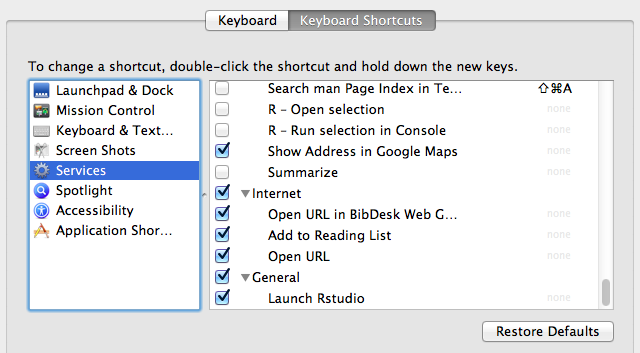 Keyboard Keyboard Shortcuts
To change a shortcut, double-click the shortcut and hold down the new keys.
Launchpad & Dock
Mission Control
Keyboard & Text...
Screen Shots
Services
Spotlight
Accessibility
Application Shor...
Search man Page Index in Te... ⇧⌘A
R – Open selection none
R – Run selection in Console none
Show Address in Google Maps none
Summarize none
Internet
Open URL in BibDesk Web G... none
Add to Reading List none
Open URL none
General
Launch Rstudio none
Restore Defaults